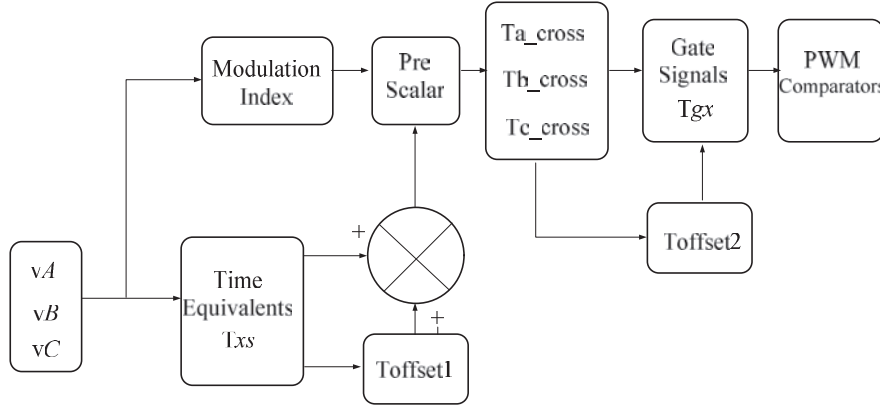 Modulation
Index
Pre
Scalar
Ta_cross
Tb_cross
Tc_cross
Gate
Signals
Tgx
PWM
Comparators
Toffset2
vA
vB
vC
Time
Equivalents
Txs
+
+
Toffset1